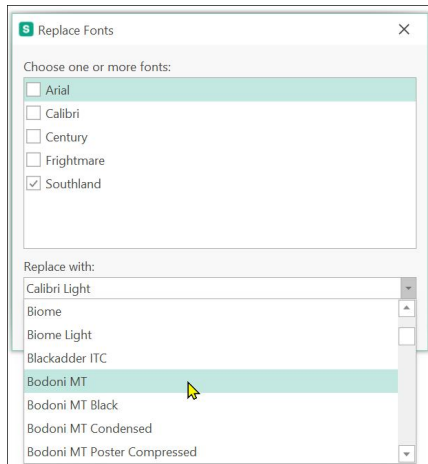 S Replace Fonts
Choose one or more fonts:
Arial
Calibri
Century
Frightmare
Southland
Replace with:
Calibri Light
Biome
Biome Light
Blackadder ITC
Bodoni MT
Bodoni MT Black
Bodoni MT Condensed
Bodoni MT Poster Compressed